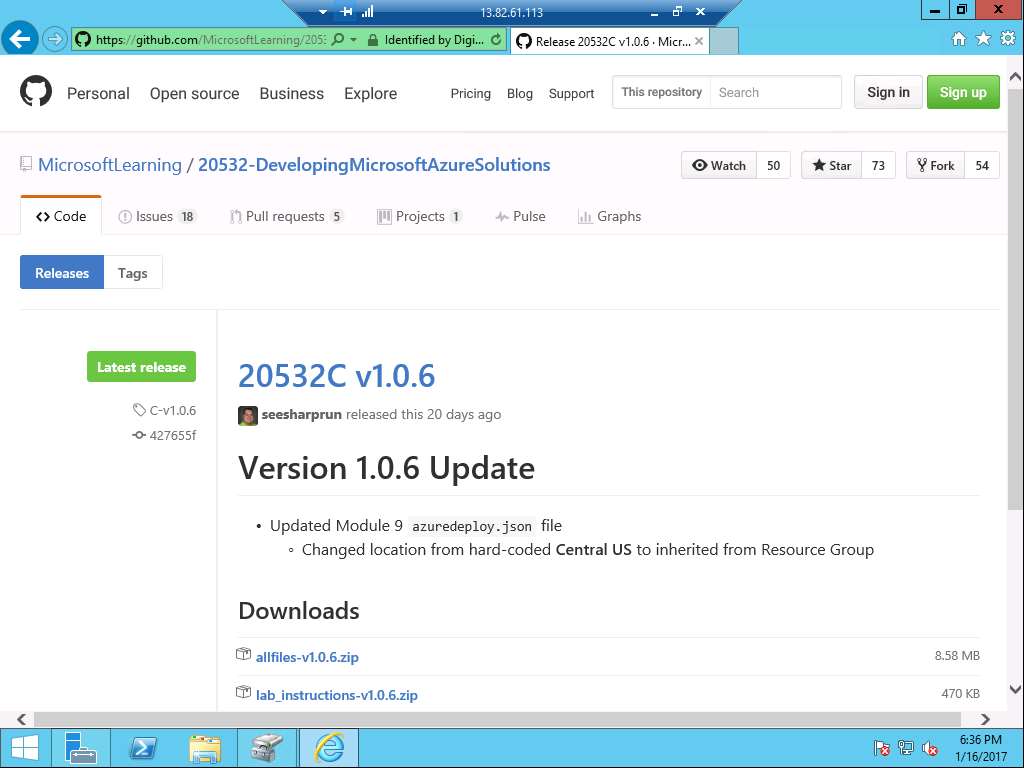 13.82.61.113
https://github.com/MicrosoftLearning/2053
Identified by Digi...
Release 20532C v1.0.6 · Micr...
Personal Open source Business Explore Pricing Blog Support This repository Search Sign in Sign up
MicrosoftLearning / 20532-DevelopingMicrosoftAzureSolutions Watch 50 Star 73 Fork 54
Code Issues 18 Pull requests 5 Projects 1 Pulse Graphs
Releases Tags
Latest release
C-v1.0.6
427655f
20532C v1.0.6
seesharprun released this 20 days ago
Version 1.0.6 Update
• Updated Module 9 azuredeploy.json file
◦ Changed location from hard-coded Central US to inherited from Resource Group
Downloads
allfiles-v1.0.6.zip 8.58 MB
lab_instructions-v1.0.6.zip 470 KB
6:36 PM
1/16/2017